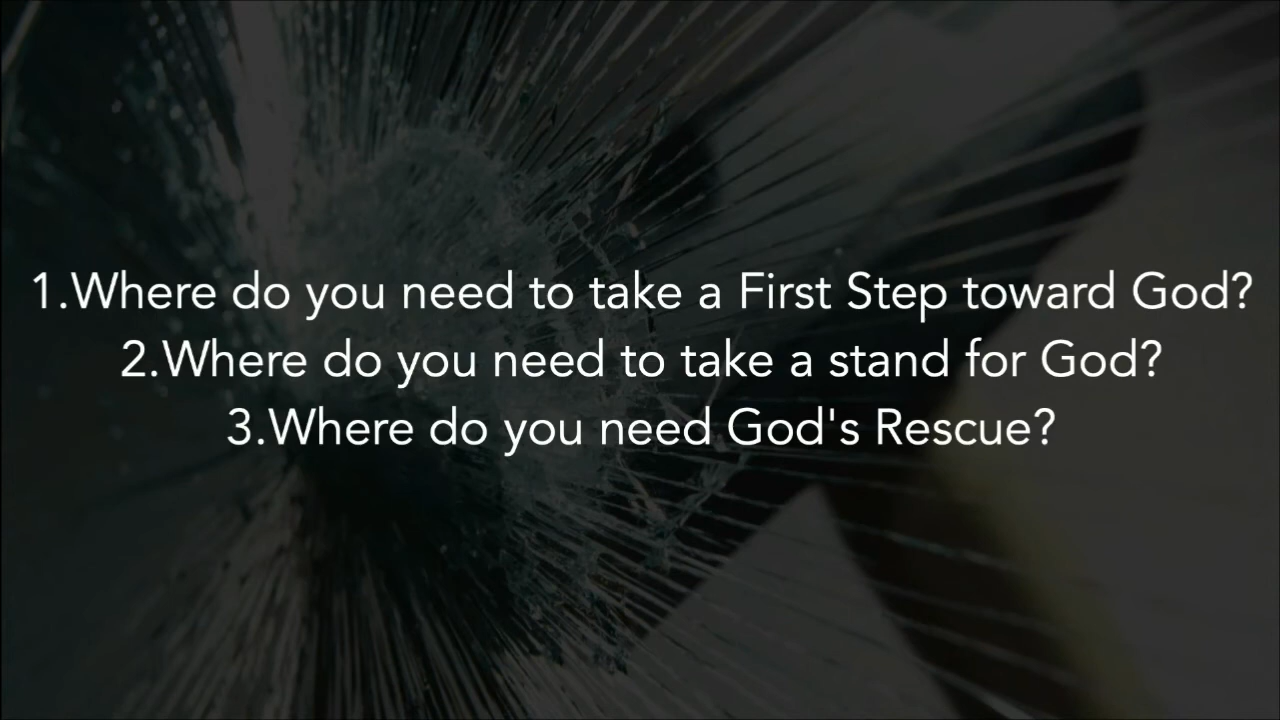 1.Where do you need to take a First Step toward God?
2.Where do you need to take a stand for God?
3.Where do you need God's Rescue?